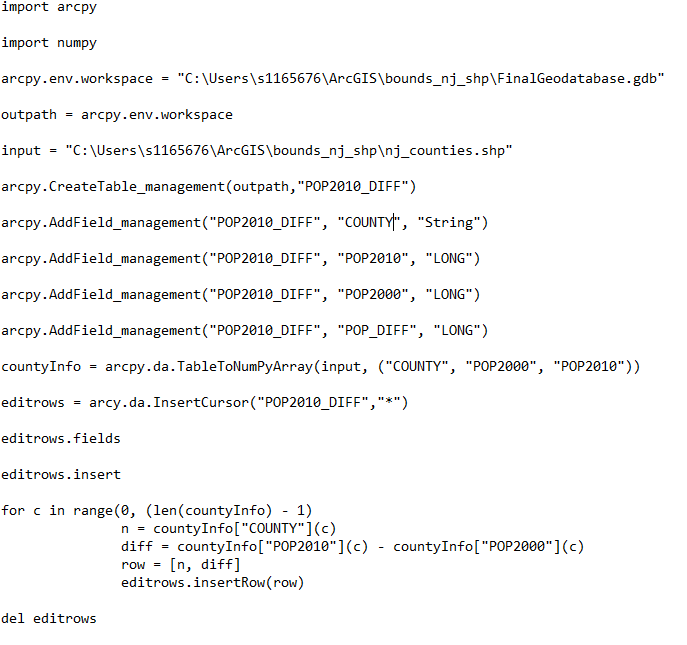 import arcpy
import numpy
arcpy.env.workspace = "C:\Users\s1165676\ArcGIS\bounds_nj_shp\FinalGeodatabase.gdb"
outpath = arcpy.env.workspace
input = "C:\Users\s1165676\ArcGIS\bounds_nj_shp\nj_counties.shp"
arcpy.CreateTable_management(outpath,"POP2010_DIFF")
arcpy.AddField_management("POP2010_DIFF", "COUNTY", "String")
arcpy.AddField_management("POP2010_DIFF", "POP2010", "LONG")
arcpy.AddField_management("POP2010_DIFF", "POP2000", "LONG")
arcpy.AddField_management("POP2010_DIFF", "POP_DIFF", "LONG")
countyInfo = arcpy.da.TableToNumPyArray(input, ("COUNTY", "POP2000", "POP2010"))
editrows = arcy.da.InsertCursor("POP2010_DIFF","*")
editrows.fields
editrows.insert
for c in range(0, (len(countyInfo) - 1)
n = countyInfo["COUNTY"](c)
diff = countyInfo["POP2010"](c) - countyInfo["POP2000"](c)
row = [n, diff]
editrows.insertRow(row)
del editrows